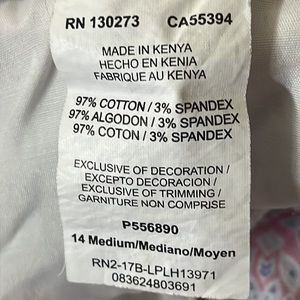 RN 130273 CA55394
MADE IN KENYA
HECHO EN KENIA
FABRIQUE AU KENYA
97% COTTON / 3% SPANDEX
97% ALGODON / 3% SPANDEX
97% COTON / 3% SPANDEX
EXCLUSIVE OF DECORATION /
EXCEPTO DECORACION /
EXCLUSIVE OF TRIMMING /
GARNITURE NON COMPRISE
P556890
14 Medium/Mediano/Moyen
RN2-17B-LPLH13971
083624803691